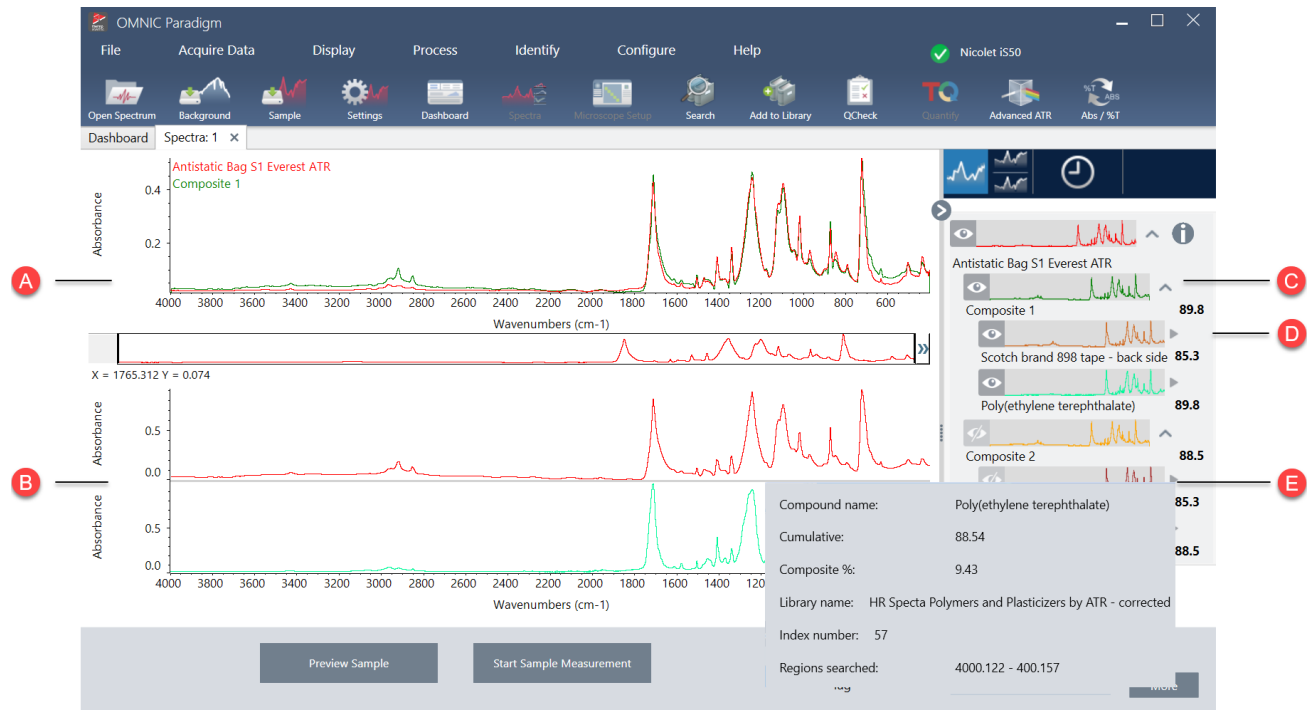 OMNIC Paradigm
File Acquire Data Display Process Identify Configure Help Nicolet iS50
%T ABS
Open Spectrum Background Sample Settings Dashboard Spectra Microscope Setup Search Add to Library QCheck TQ Quantify Advanced ATR Abs / %T
Dashboard Spectra: 1
Antistatic Bag S1 Everest ATR
Composite 1
Absorbance
0.4
0.2
4000 3800 3600 3400 3200 3000 2800 2600 2400 2200 2000 1800 1600 1400 1200 1000 800 600
Wavenumbers (cm-1)
X = 1765.312 Y = 0.074
Absorbance
0.5
0.0
Absorbance
0.5
0.0
4000 3800 3600 3400 3200 3000 2800 2600 2400 2200 2000 1800 1600 1400 120
Wavenumbers (cm-1)
Antistatic Bag S1 Everest ATR
Composite 1 89.8
Scotch brand 898 tape - back side 85.3
Poly(ethylene terephthalate) 89.8
Composite 2 88.5
85.3
88.5
Compound name: Poly(ethylene terephthalate)
Cumulative: 88.54
Composite %: 9.43
Library name: HR Specta Polymers and Plasticizers by ATR - corrected
Index number: 57
Regions searched: 4000.122 - 400.157
Preview Sample Start Sample Measurement
More
A
B
C
D
E